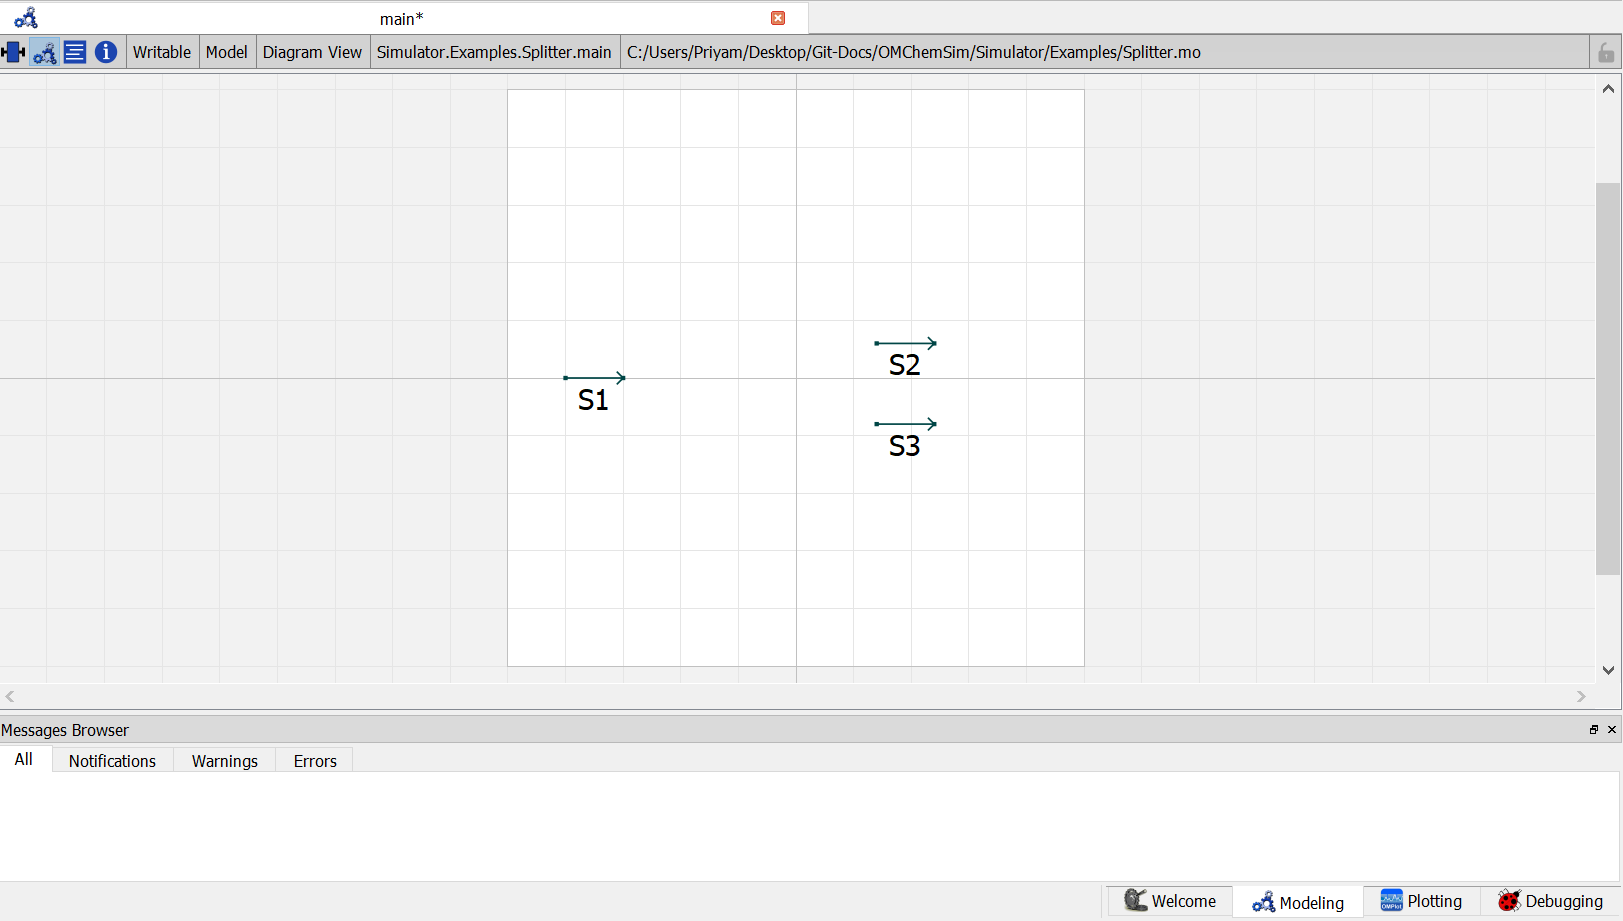 main*
Writable Model Diagram View Simulator.Examples.Splitter.main C:/Users/Priyam/Desktop/Git-Docs/OMChemSim/Simulator/Examples/Splitter.mo
S2
S1
S3
Messages Browser
All Notifications Warnings Errors
Welcome Modeling OMPlot Plotting Debugging